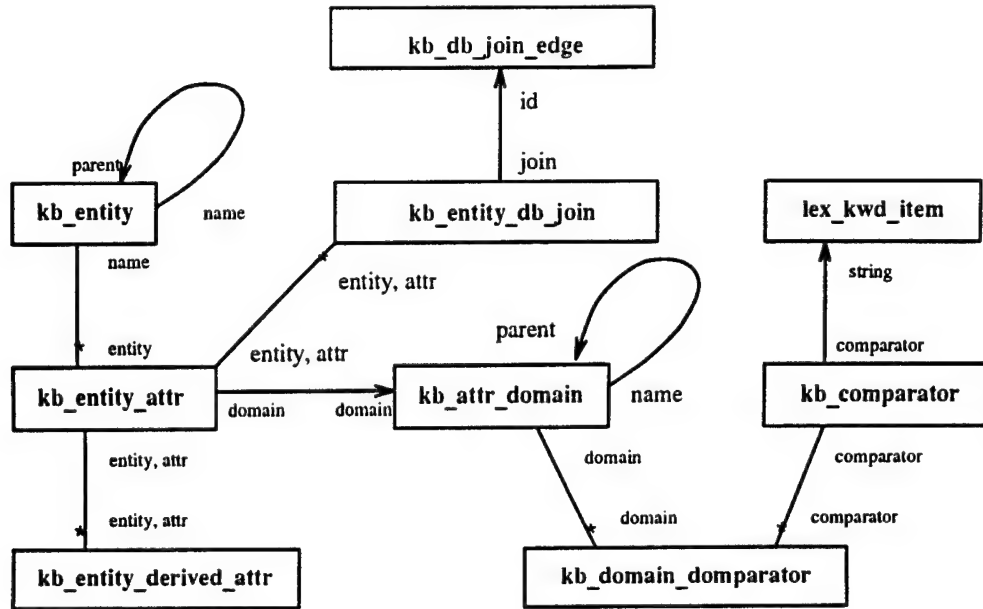 kb_db_join_edge
id
join
parent
kb_entity
name
name
kb_entity_db_join
lex_kwd_item
string
entity, attr
parent
entity
entity, attr
comparator
kb_entity_attr
domain
domain
kb_attr_domain
name
kb_comparator
entity, attr
domain
comparator
entity, attr
domain
comparator
kb_entity_derived_attr
kb_domain_domparator